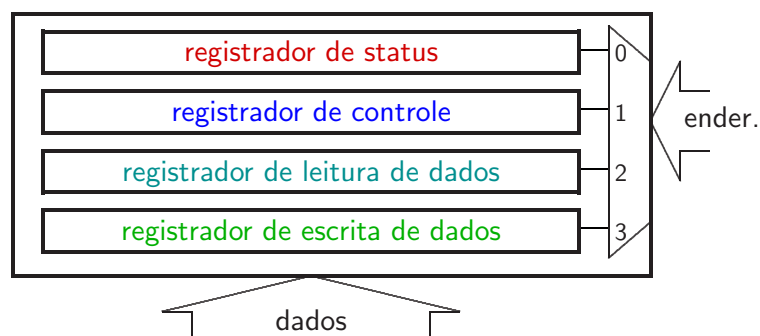 registrador de status 0
registrador de controle 1
ender.
registrador de leitura de dados 2
registrador de escrita de dados 3
dados